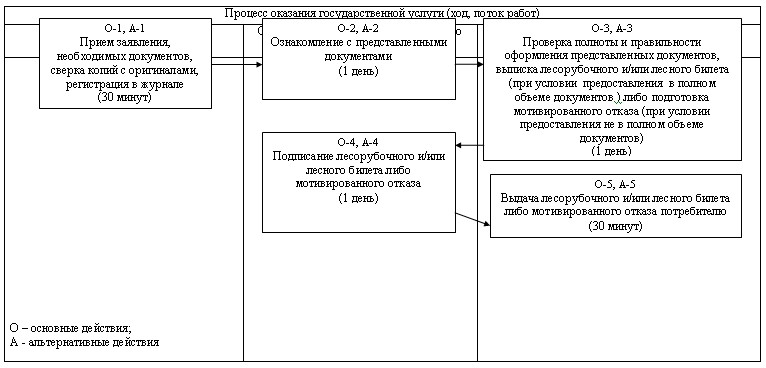 Процесс оказания государственной услуги (ход, поток работ)
О-1, А-1
Прием заявления,
необходимых документов,
сверка копий с оригиналами,
регистрация в журнале
(30 минут)
О-2, А-2
Ознакомление с представленными
документами
(1 день)
О-3, А-3
Проверка полноты и правильности
оформления представленных документов,
выписка лесорубочного и/или лесного билета
(при условии предоставления в полном
объеме документов ) либо подготовка
мотивированного отказа (при условии
предоставления не в полном объеме
документов)
(1 день)
О-4, А-4
Подписание лесорубочного и/или
лесного билета либо
мотивированного отказа
(1 день)
О-5, А-5
Выдача лесорубочного и/или лесного билета
либо мотивированного отказа потребителю
(30 минут)
О – основные действия;
А - альтернативные действия